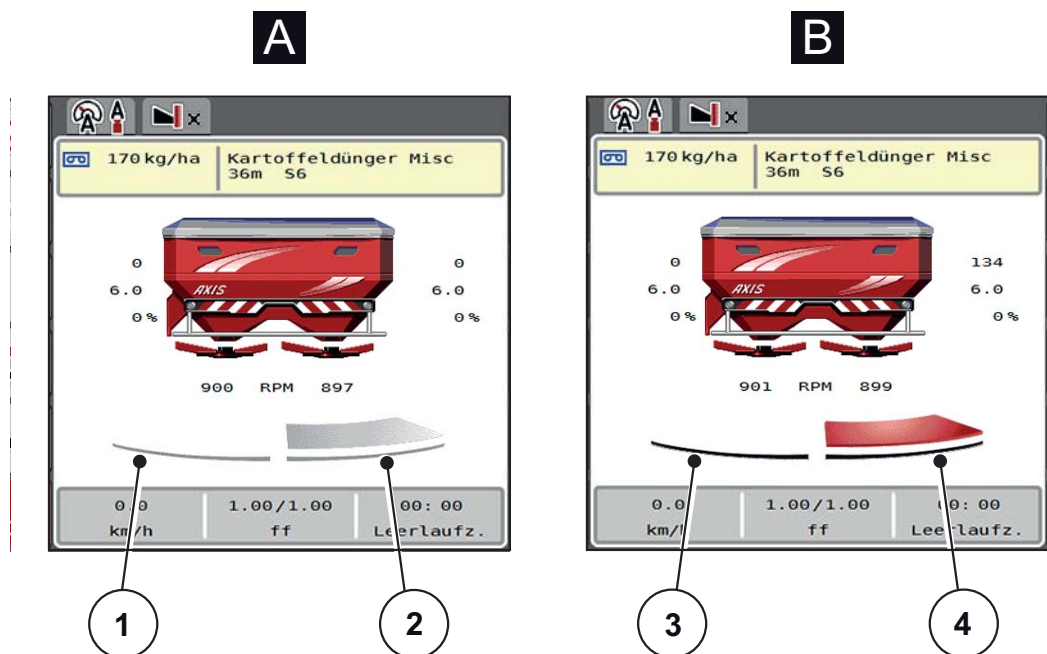 A
B
A A x
170 kg/ha Kartoffeldünger Misc
36m S6
0 0
6.0 AXIS 6.0
0 % 0 %
900 RPM 897
0.0 1.00/1.00 00:00
km/h ff Leerlaufz.
1 2
A A x
170 kg/ha Kartoffeldünger Misc
36m S6
0 134
6.0 AXIS 6.0
0 % 0 %
901 RPM 899
0.0 1.00/1.00 00:00
km/h ff Leerlaufz.
3 4